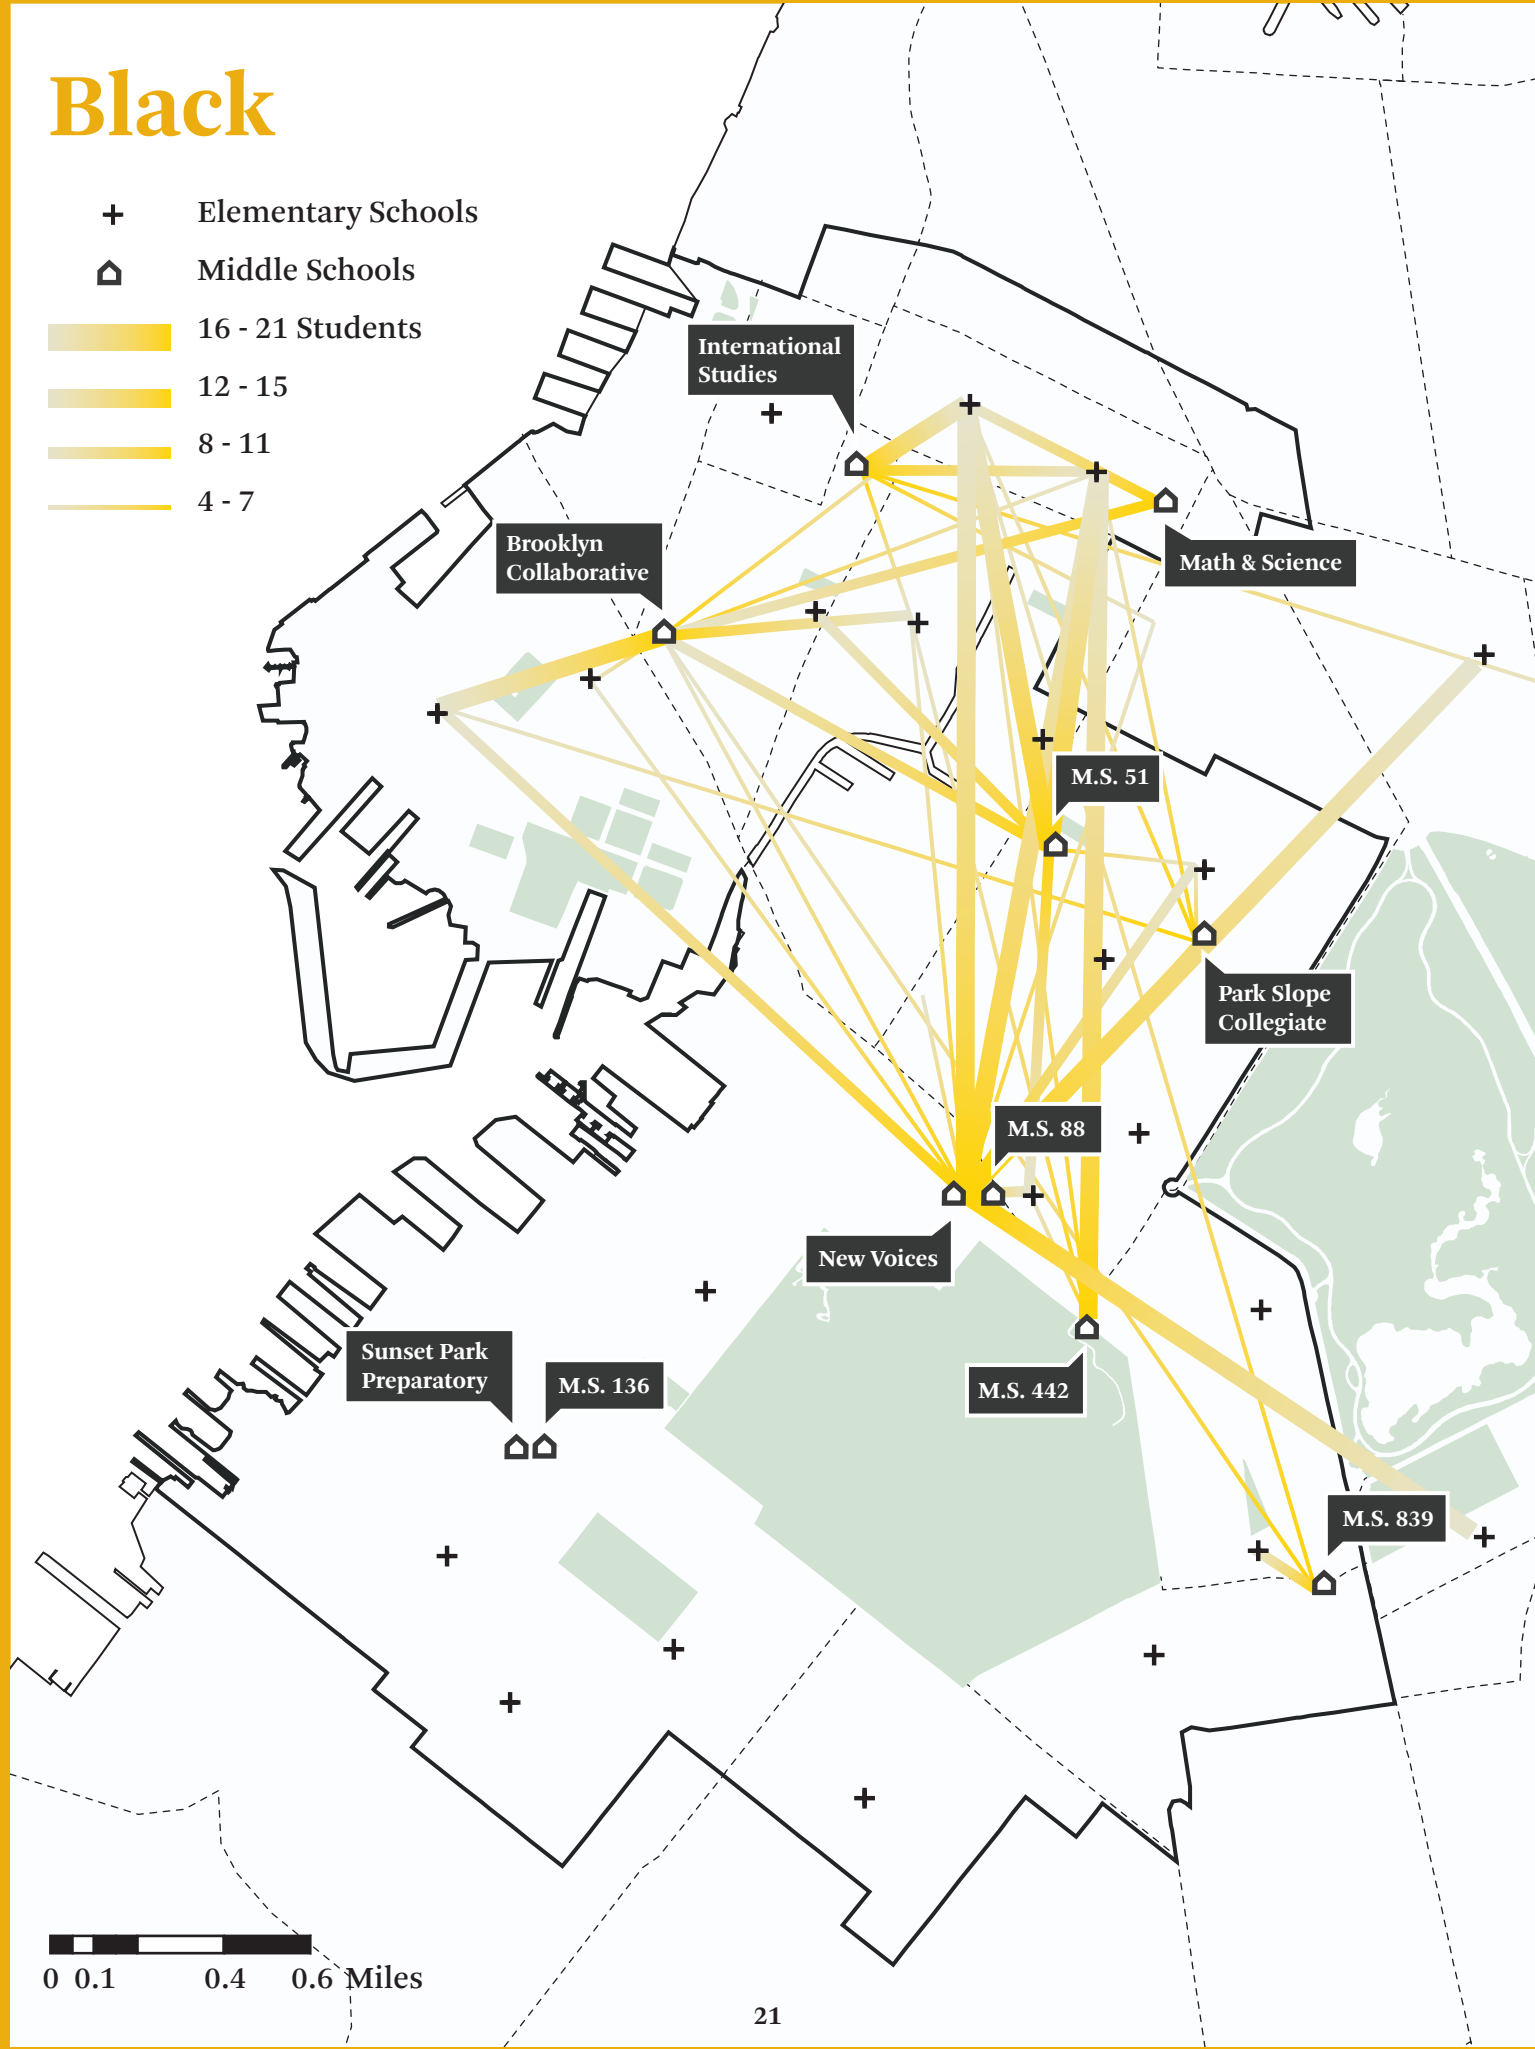 Black
Elementary Schools
Middle Schools
16 - 21 Students
12 - 15
8 - 11
4 - 7
International
Studies
Brooklyn
Collaborative
Math & Science
M.S. 51
Park Slope
Collegiate
M.S. 88
New Voices
Sunset Park
Preparatory
M.S. 136
M.S. 442
M.S. 839
0 0.1 0.4 0.6 Miles
21